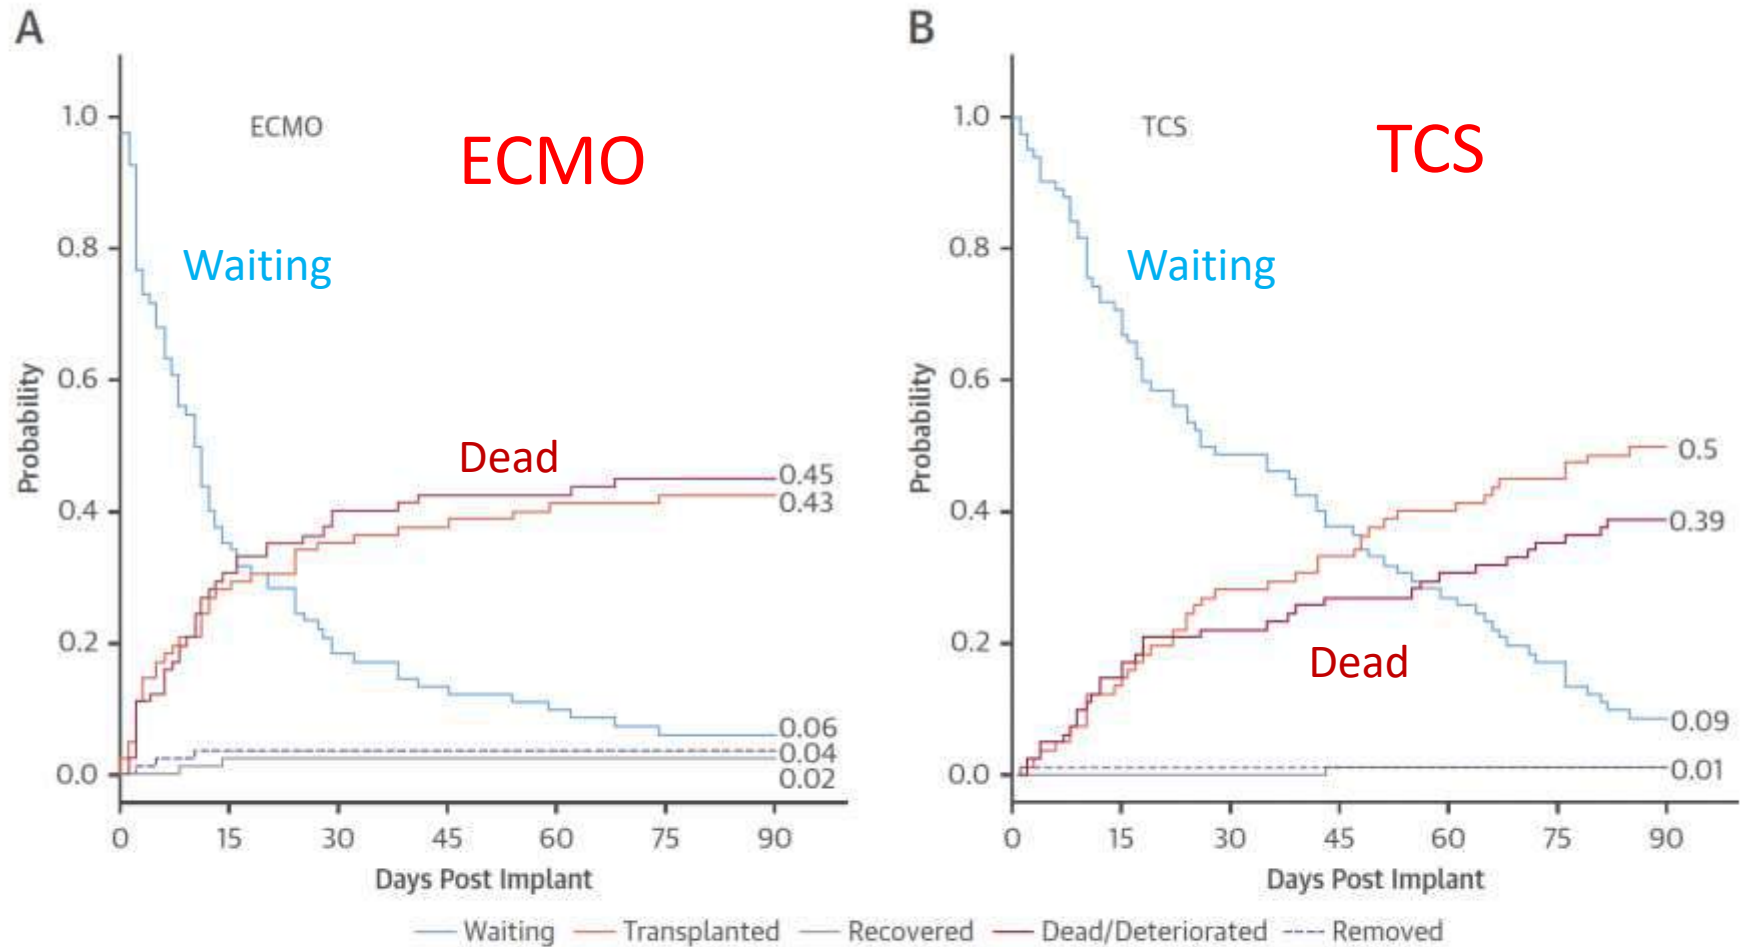 A
ECMO
ECMO
Waiting
Dead
Probability
1.0
0.8
0.6
0.4
0.2
0.0
0.45
0.43
0.06
0.04
0.02
0 15 30 45 60 75 90
Days Post Implant
B
TCS
TCS
Waiting
Dead
Probability
1.0
0.8
0.6
0.4
0.2
0.0
0.5
0.39
0.09
0.01
0 15 30 45 60 75 90
Days Post Implant
Waiting Transplanted Recovered Dead/Deteriorated Removed